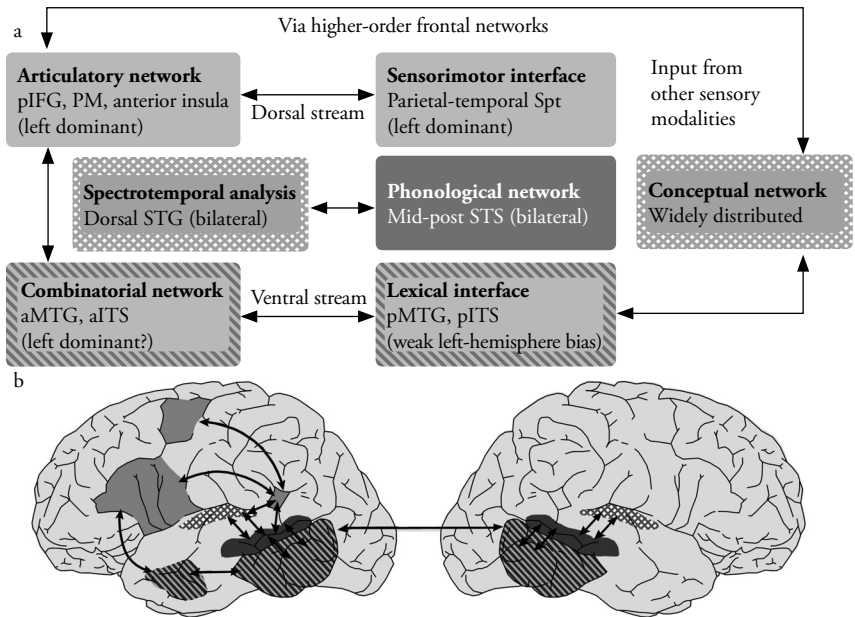 a
Via higher-order frontal networks
Articulatory network
pIFG, PM, anterior insula
(left dominant)
Dorsal stream
Sensorimotor interface
Parietal-temporal Spt
(left dominant)
Input from
other sensory
modalities
Spectrotemporal analysis
Dorsal STG (bilateral)
Phonological network
Mid-post STS (bilateral)
Conceptual network
Widely distributed
Combinatorial network
aMTG, aITS
(left dominant?)
Ventral stream
Lexical interface
pMTG, pITS
(weak left-hemisphere bias)
b